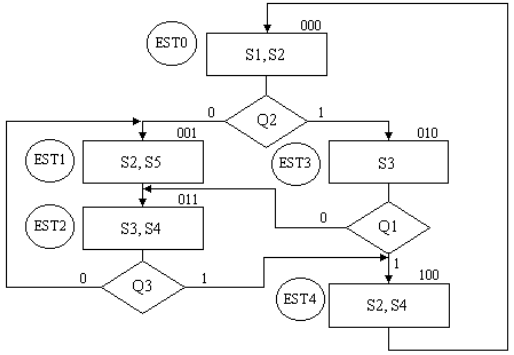 000
EST0
S1, S2
0
Q2
1
001
010
EST1
S2, S5
EST3
S3
011
EST2
S3, S4
0
Q1
1
0
Q3
1
100
EST4
S2, S4